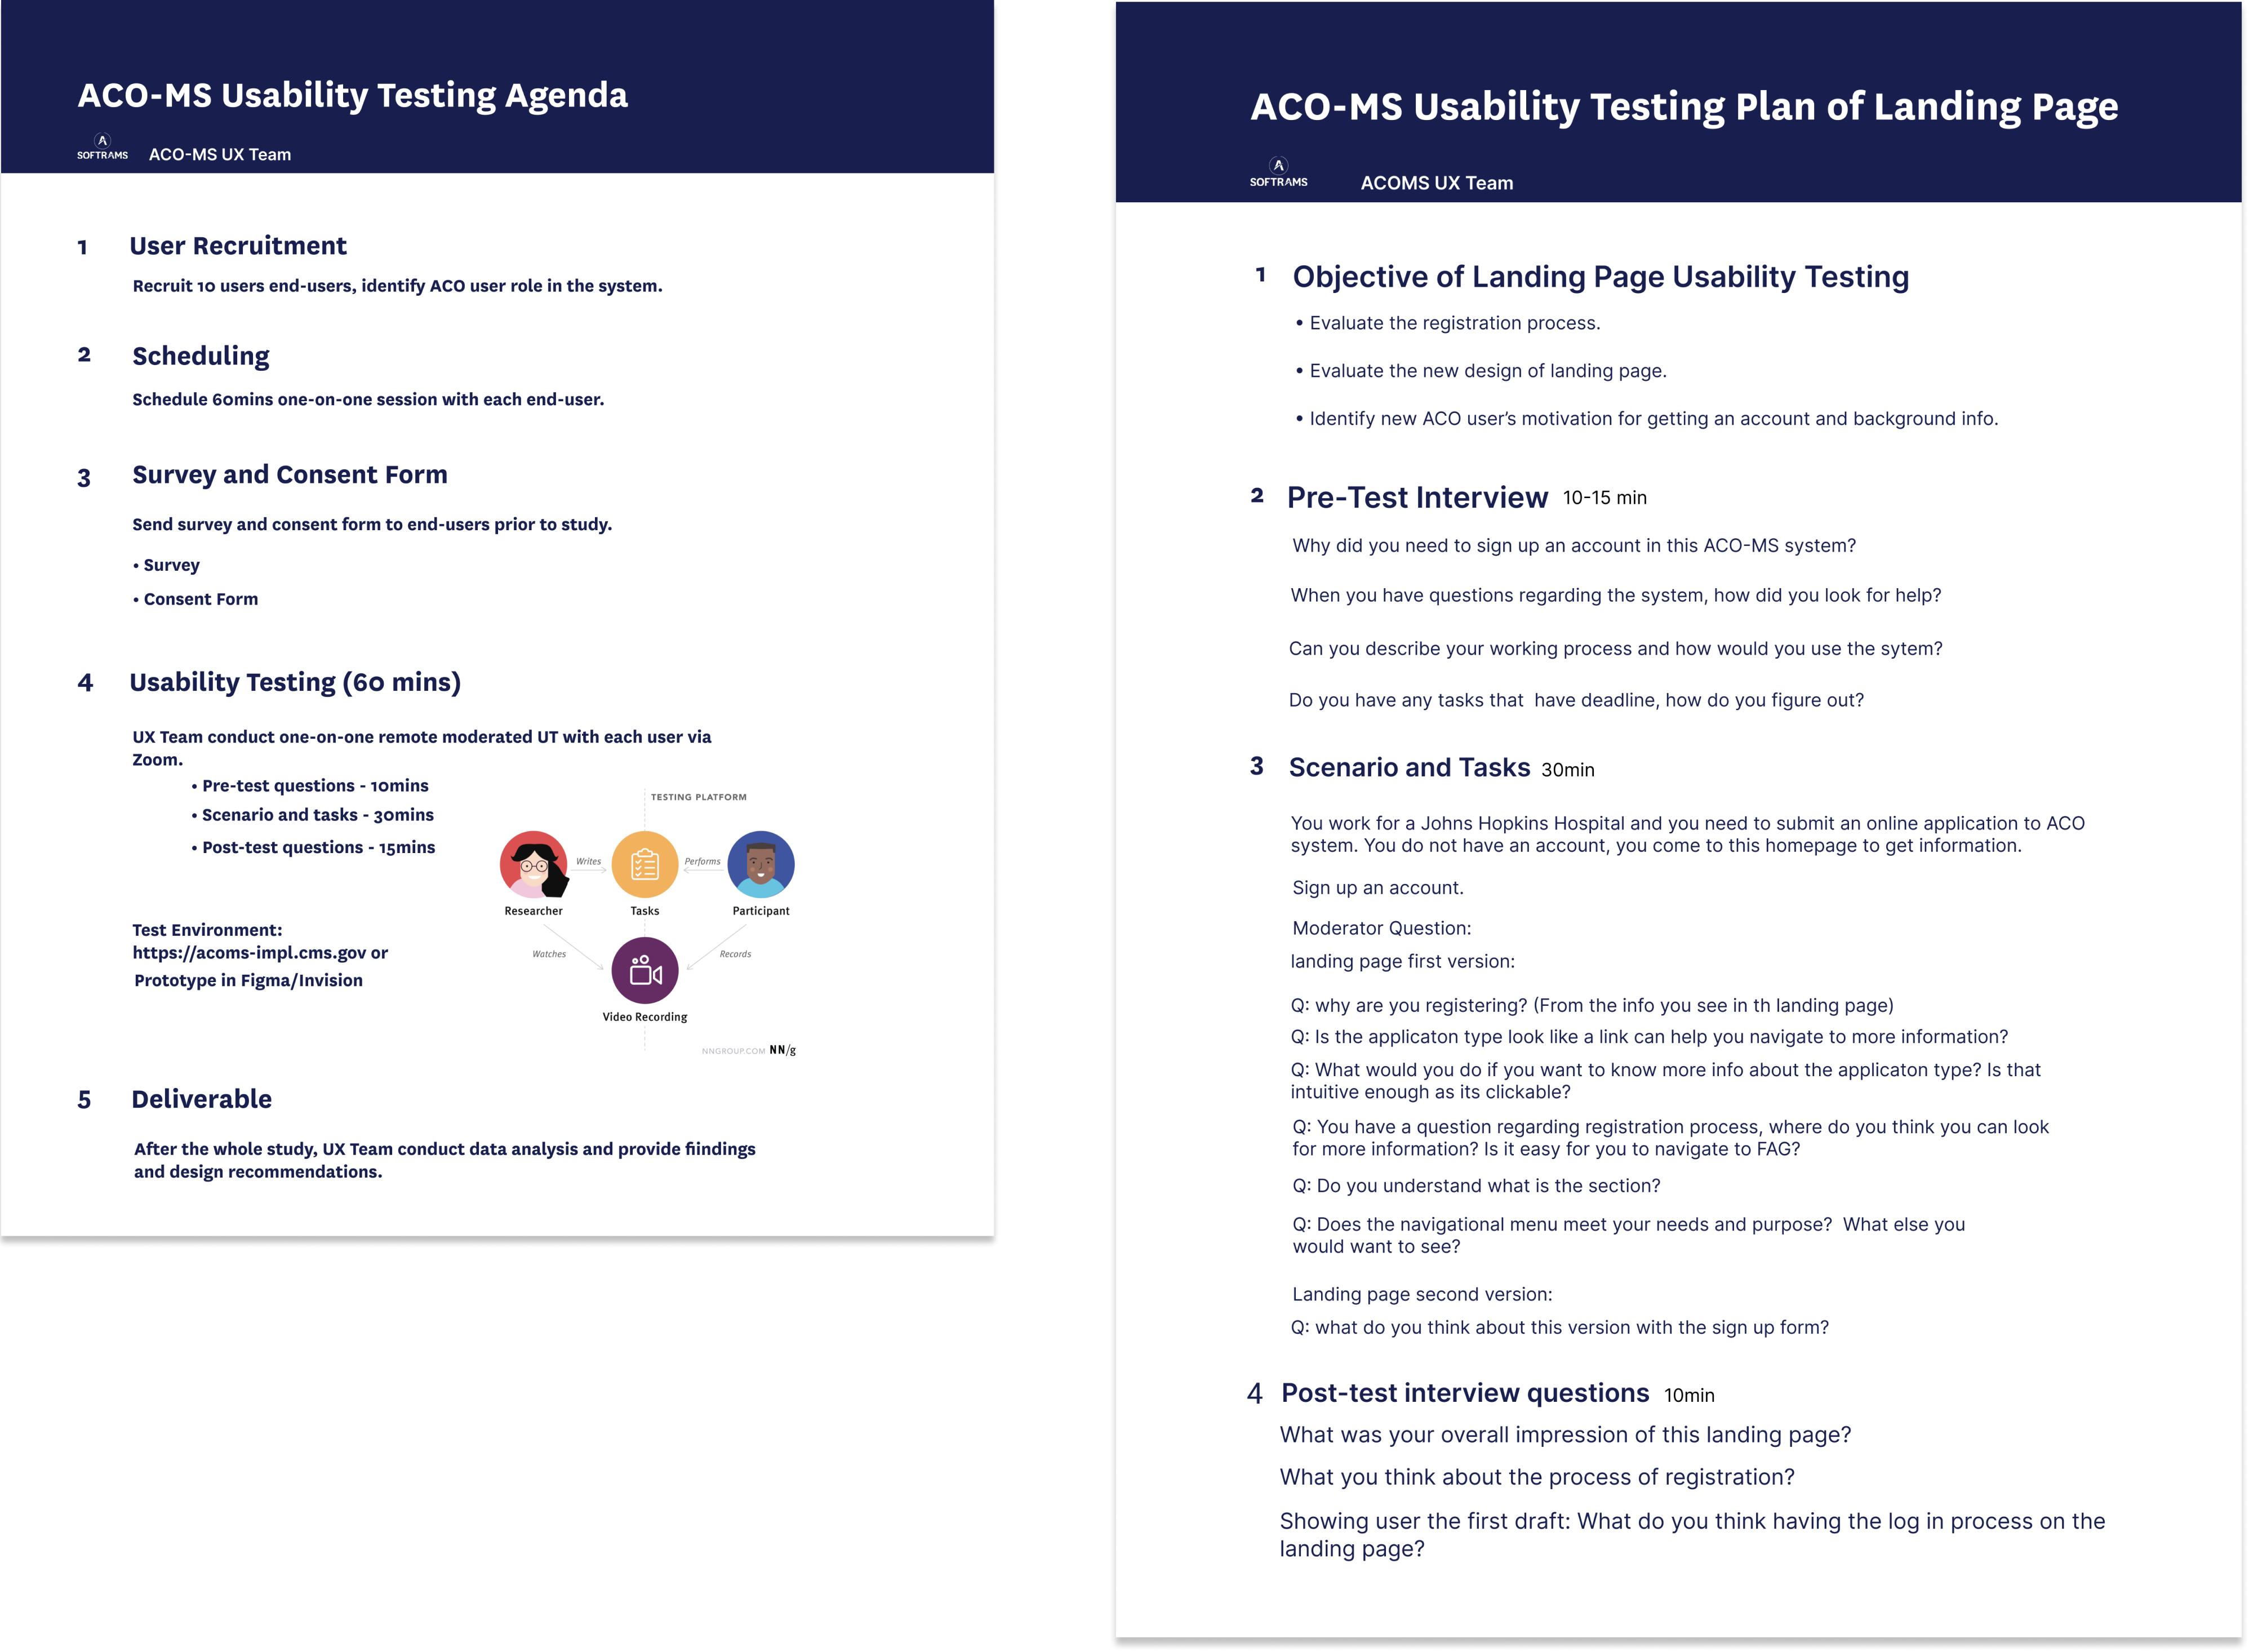 ACO-MS Usability Testing Agenda
SOFTRAMS
ACO-MS UX Team
1 User Recruitment
Recruit 10 users end-users, identify ACO user role in the system.
2 Scheduling
Schedule 60mins one-on-one session with each end-user.
3 Survey and Consent Form
Send survey and consent form to end-users prior to study.
• Survey
• Consent Form
4 Usability Testing (60 mins)
UX Team conduct one-on-one remote moderated UT with each user via
Zoom.
• Pre-test questions - 10mins
• Scenario and tasks - 30mins
• Post-test questions - 15mins
TESTING PLATFORM
Writes
Performs
Researcher
Tasks
Participant
Watches
Records
Video Recording
NNGROUP.COM NN/g
Test Environment:
https://acoms-impl.cms.gov or
Prototype in Figma/Invision
5 Deliverable
After the whole study, UX Team conduct data analysis and provide fiindings
and design recommendations.
ACO-MS Usability Testing Plan of Landing Page
SOFTRAMS
ACOMS UX Team
1 Objective of Landing Page Usability Testing
• Evaluate the registration process.
• Evaluate the new design of landing page.
• Identify new ACO user’s motivation for getting an account and background info.
2 Pre-Test Interview 10-15 min
Why did you need to sign up an account in this ACO-MS system?
When you have questions regarding the system, how did you look for help?
Can you describe your working process and how would you use the sytem?
Do you have any tasks that  have deadline, how do you figure out?
3 Scenario and Tasks 30min
You work for a Johns Hopkins Hospital and you need to submit an online application to ACO
system. You do not have an account, you come to this homepage to get information.
Sign up an account.
Moderator Question:
landing page first version:
Q: why are you registering? (From the info you see in th landing page)
Q: Is the applicaton type look like a link can help you navigate to more information?
Q: What would you do if you want to know more info about the applicaton type? Is that
intuitive enough as its clickable?
Q: You have a question regarding registration process, where do you think you can look
for more information? Is it easy for you to navigate to FAG?
Q: Do you understand what is the section?
Q: Does the navigational menu meet your needs and purpose?  What else you
would want to see?
Landing page second version:
Q: what do you think about this version with the sign up form?
4 Post-test interview questions 10min
What was your overall impression of this landing page?
What you think about the process of registration?
Showing user the first draft: What do you think having the log in process on the
landing page?